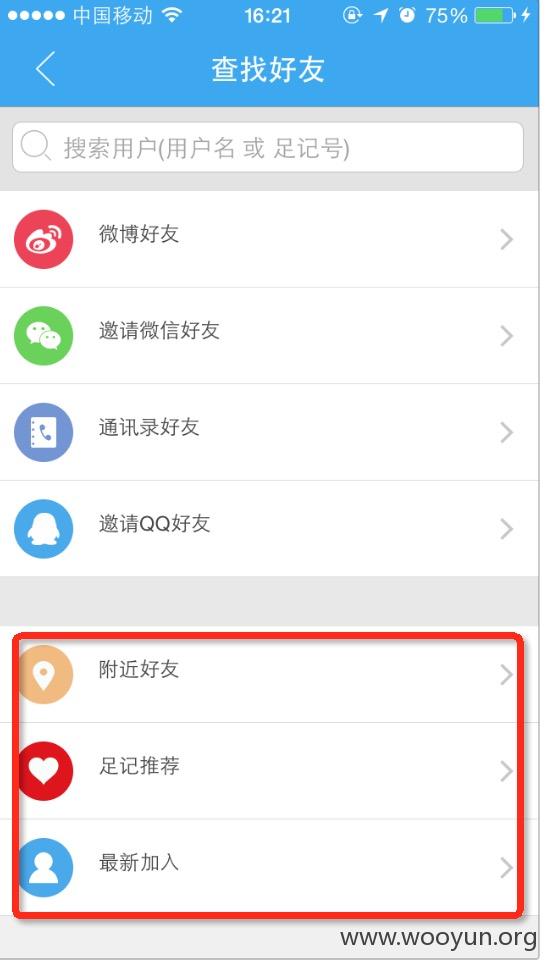 中国移动 16:21 75%
查找好友
搜索用户(用户名 或 足记号)
微博好友
邀请微信好友
通讯录好友
邀请QQ好友
附近好友
足记推荐
最新加入
www.wooyun.org